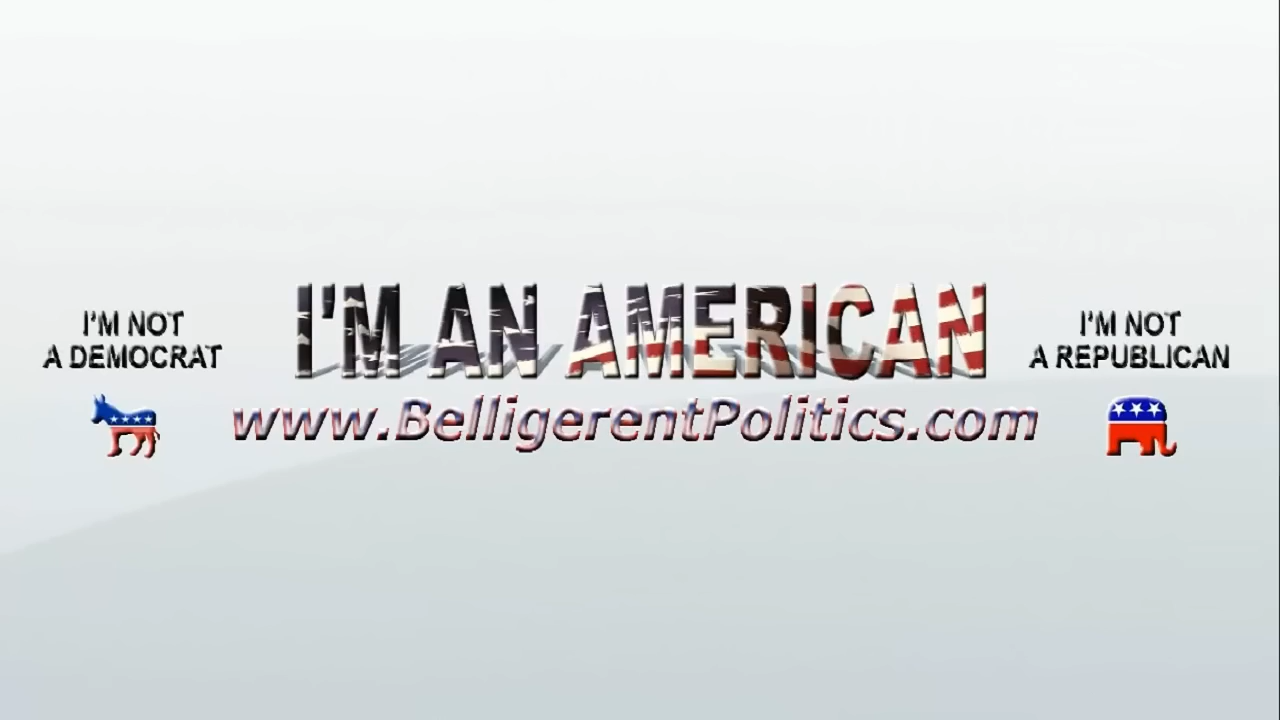 I'M NOT
A DEMOCRAT
I'M AN AMERICAN
www.BelligerentPolitics.com
I'M NOT
A REPUBLICAN